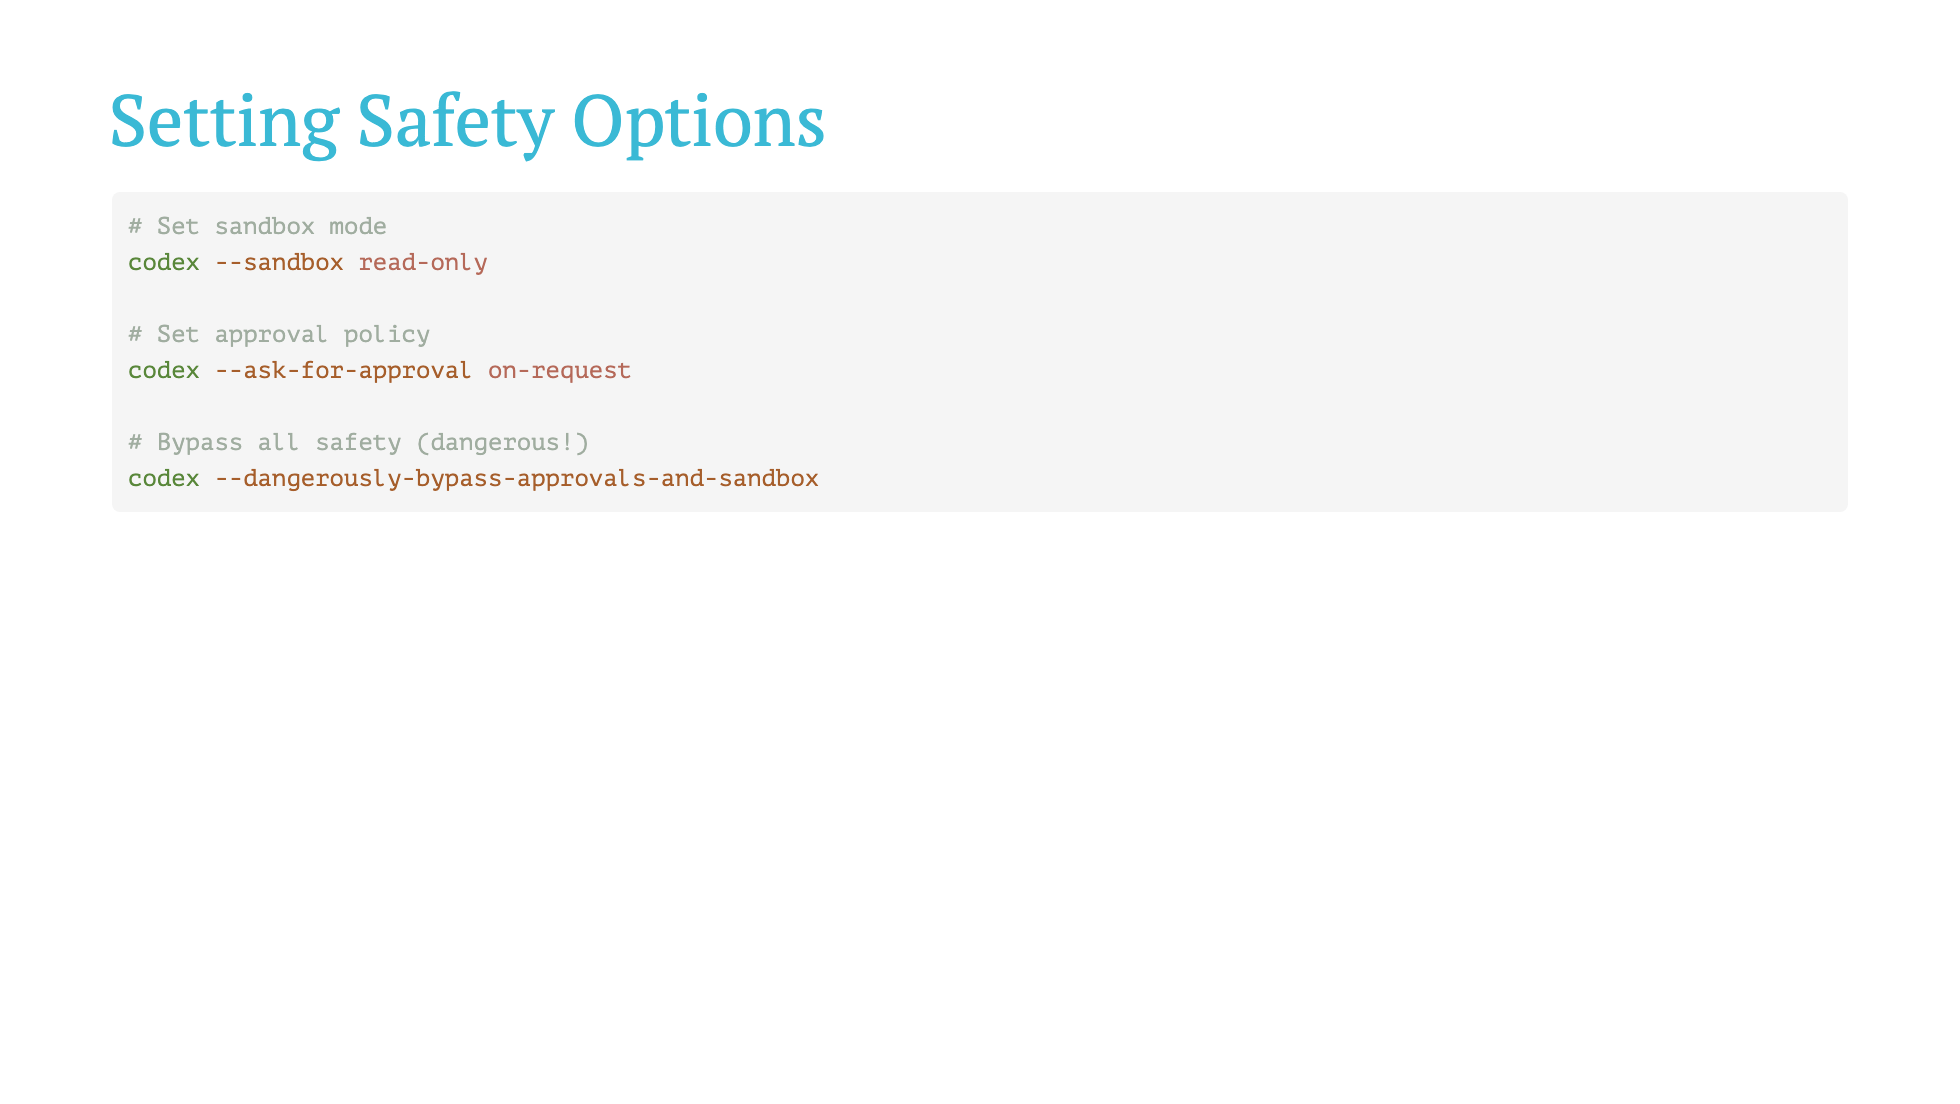 Setting Safety Options
# Set sandbox mode
codex --sandbox read-only
# Set approval policy
codex --ask-for-approval on-request
# Bypass all safety (dangerous!)
codex --dangerously-bypass-approvals-and-sandbox